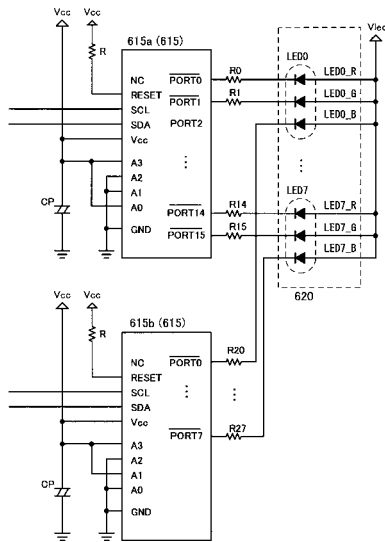 Vcc Vcc 615a (615) Vlec
R
LED0
NC PORT0 R0 LED0_R
RESET PORT1 R1 LED0_G
SCL PORT2 LED0_B
SDA
Vcc
A3
A2 LED7
A1
CP A0 PORT14 R14 LED7_R
GND PORT15 R15 LED7_G
LED7_B
620
Vcc Vcc 615b (615)
R
NC PORT0 R20
RESET
SCL
SDA
Vcc PORT7 R27
A3
A2
A1
CP A0
GND